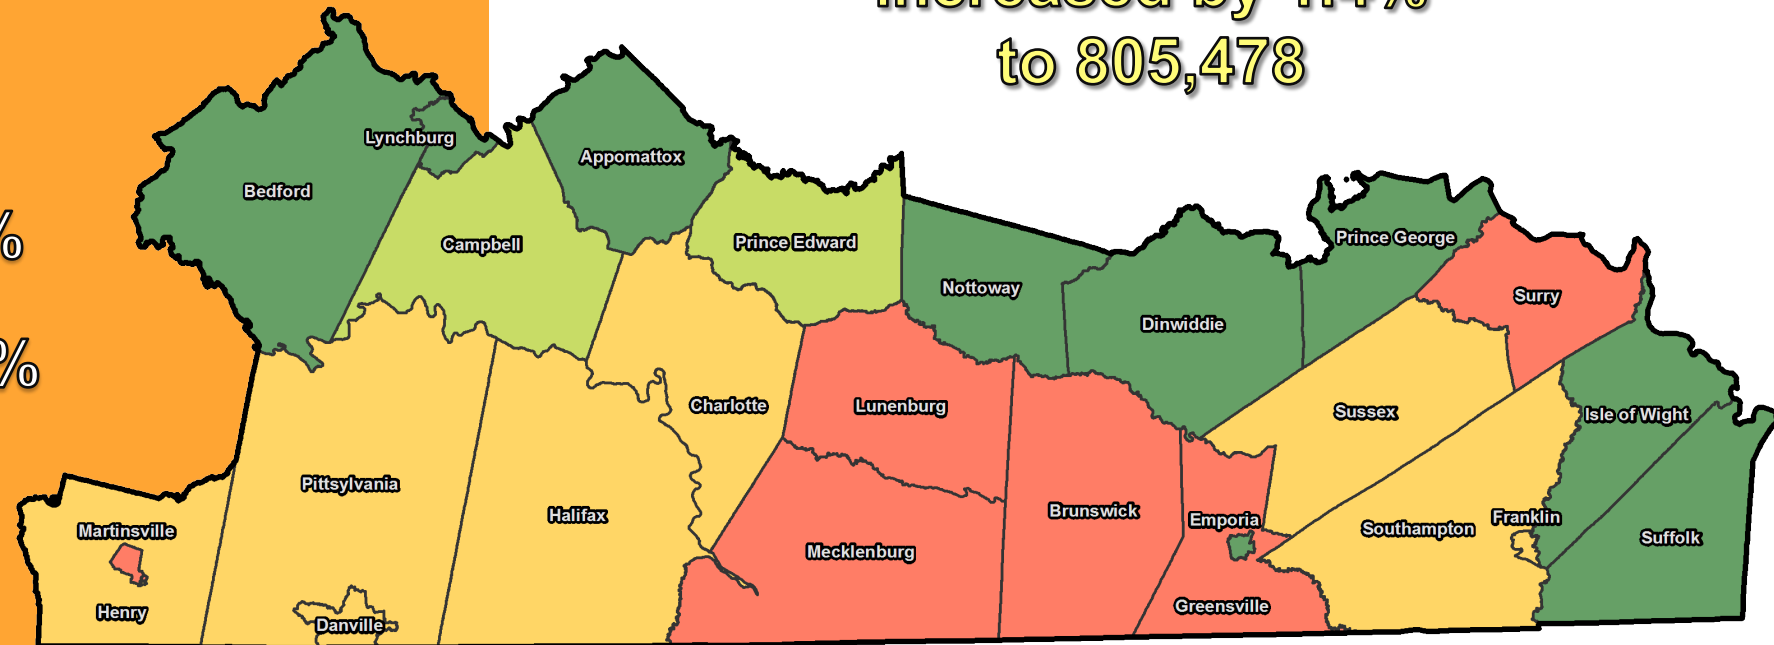 to 805,478
Lynchburg
Appomattox
Bedford
Campbell
Prince Edward
Prince George
Nottoway
Surry
Dinwiddie
Charlotte
Lunenburg
Sussex
Isle of Wight
Pittsylvania
Halifax
Brunswick
Emporia
Franklin
Southampton
Suffolk
Martinsville
Mecklenburg
Henry
Danville
Greensville
%
%